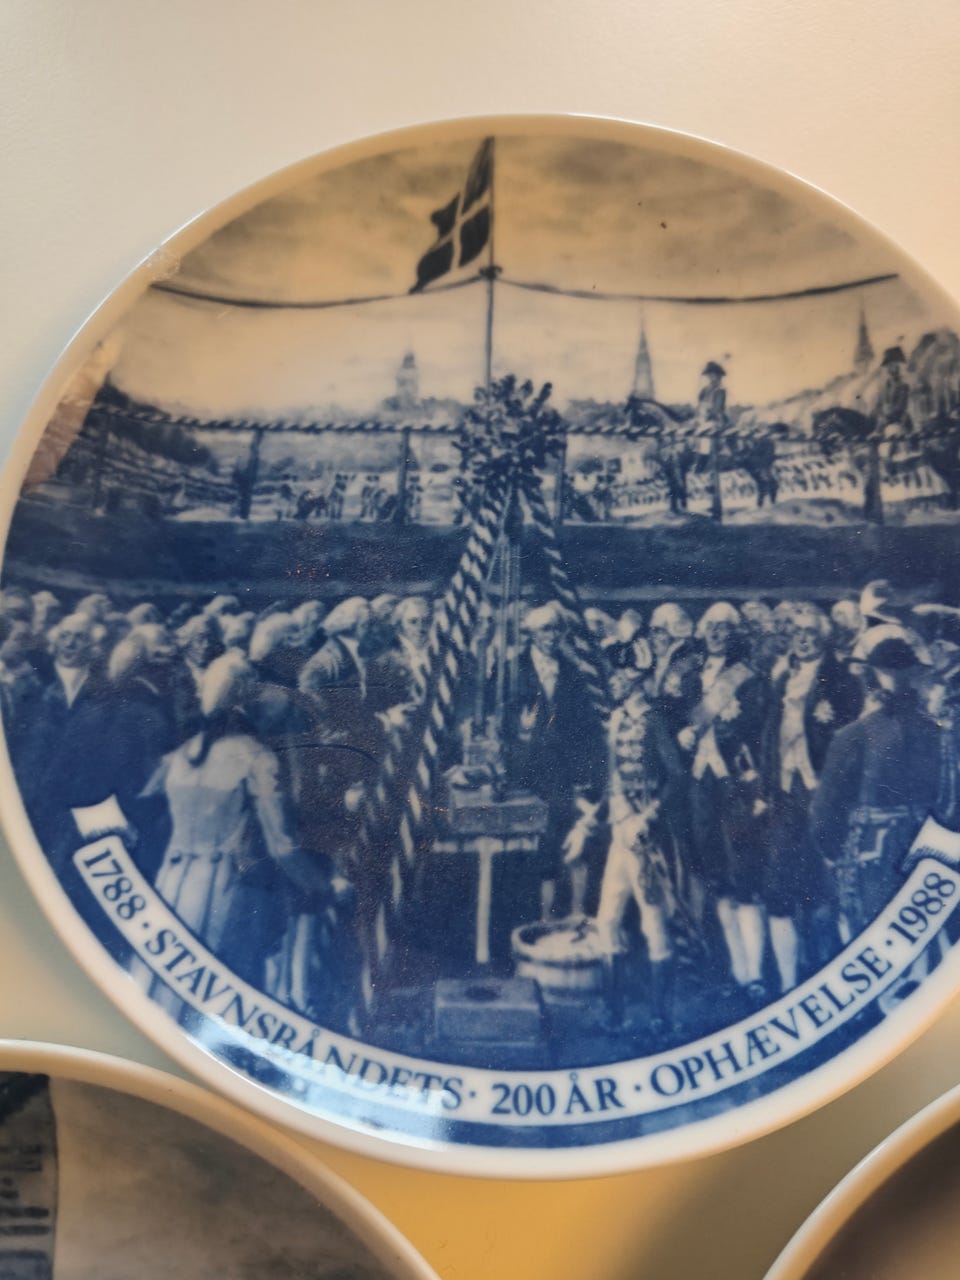 1788 · STAVNSBÅNDETS · 200 ÅR · OPHÆVELSE · 1988